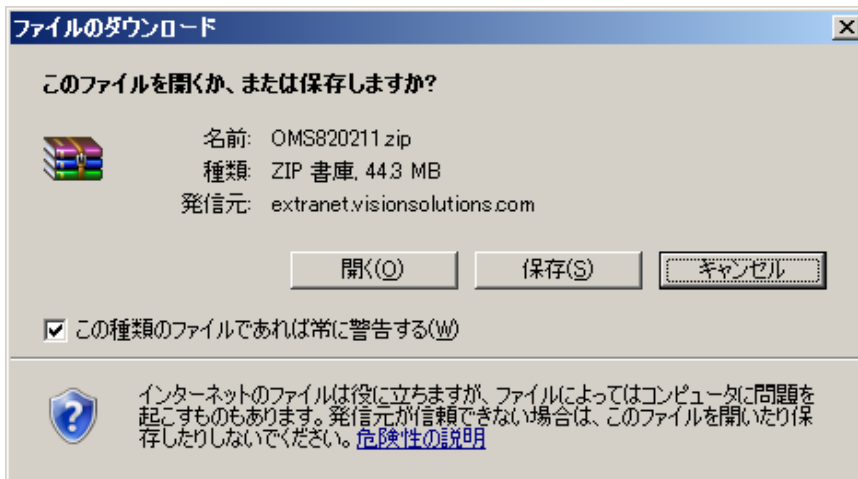 ファイルのダウンロード
このファイルを開くか、または保存しますか?
名前: OMS820211.zip
種類: ZIP 書庫, 44.3 MB
発信元: extranet.visionsolutions.com
開く(O) 保存(S) キャンセル
この種類のファイルであれば常に警告する(W)
インターネットのファイルは役に立ちますが、ファイルによってはコンピュータに問題を
起こすものもあります。発信元が信頼できない場合は、このファイルを開いたり保
存したりしないでください。危険性の説明